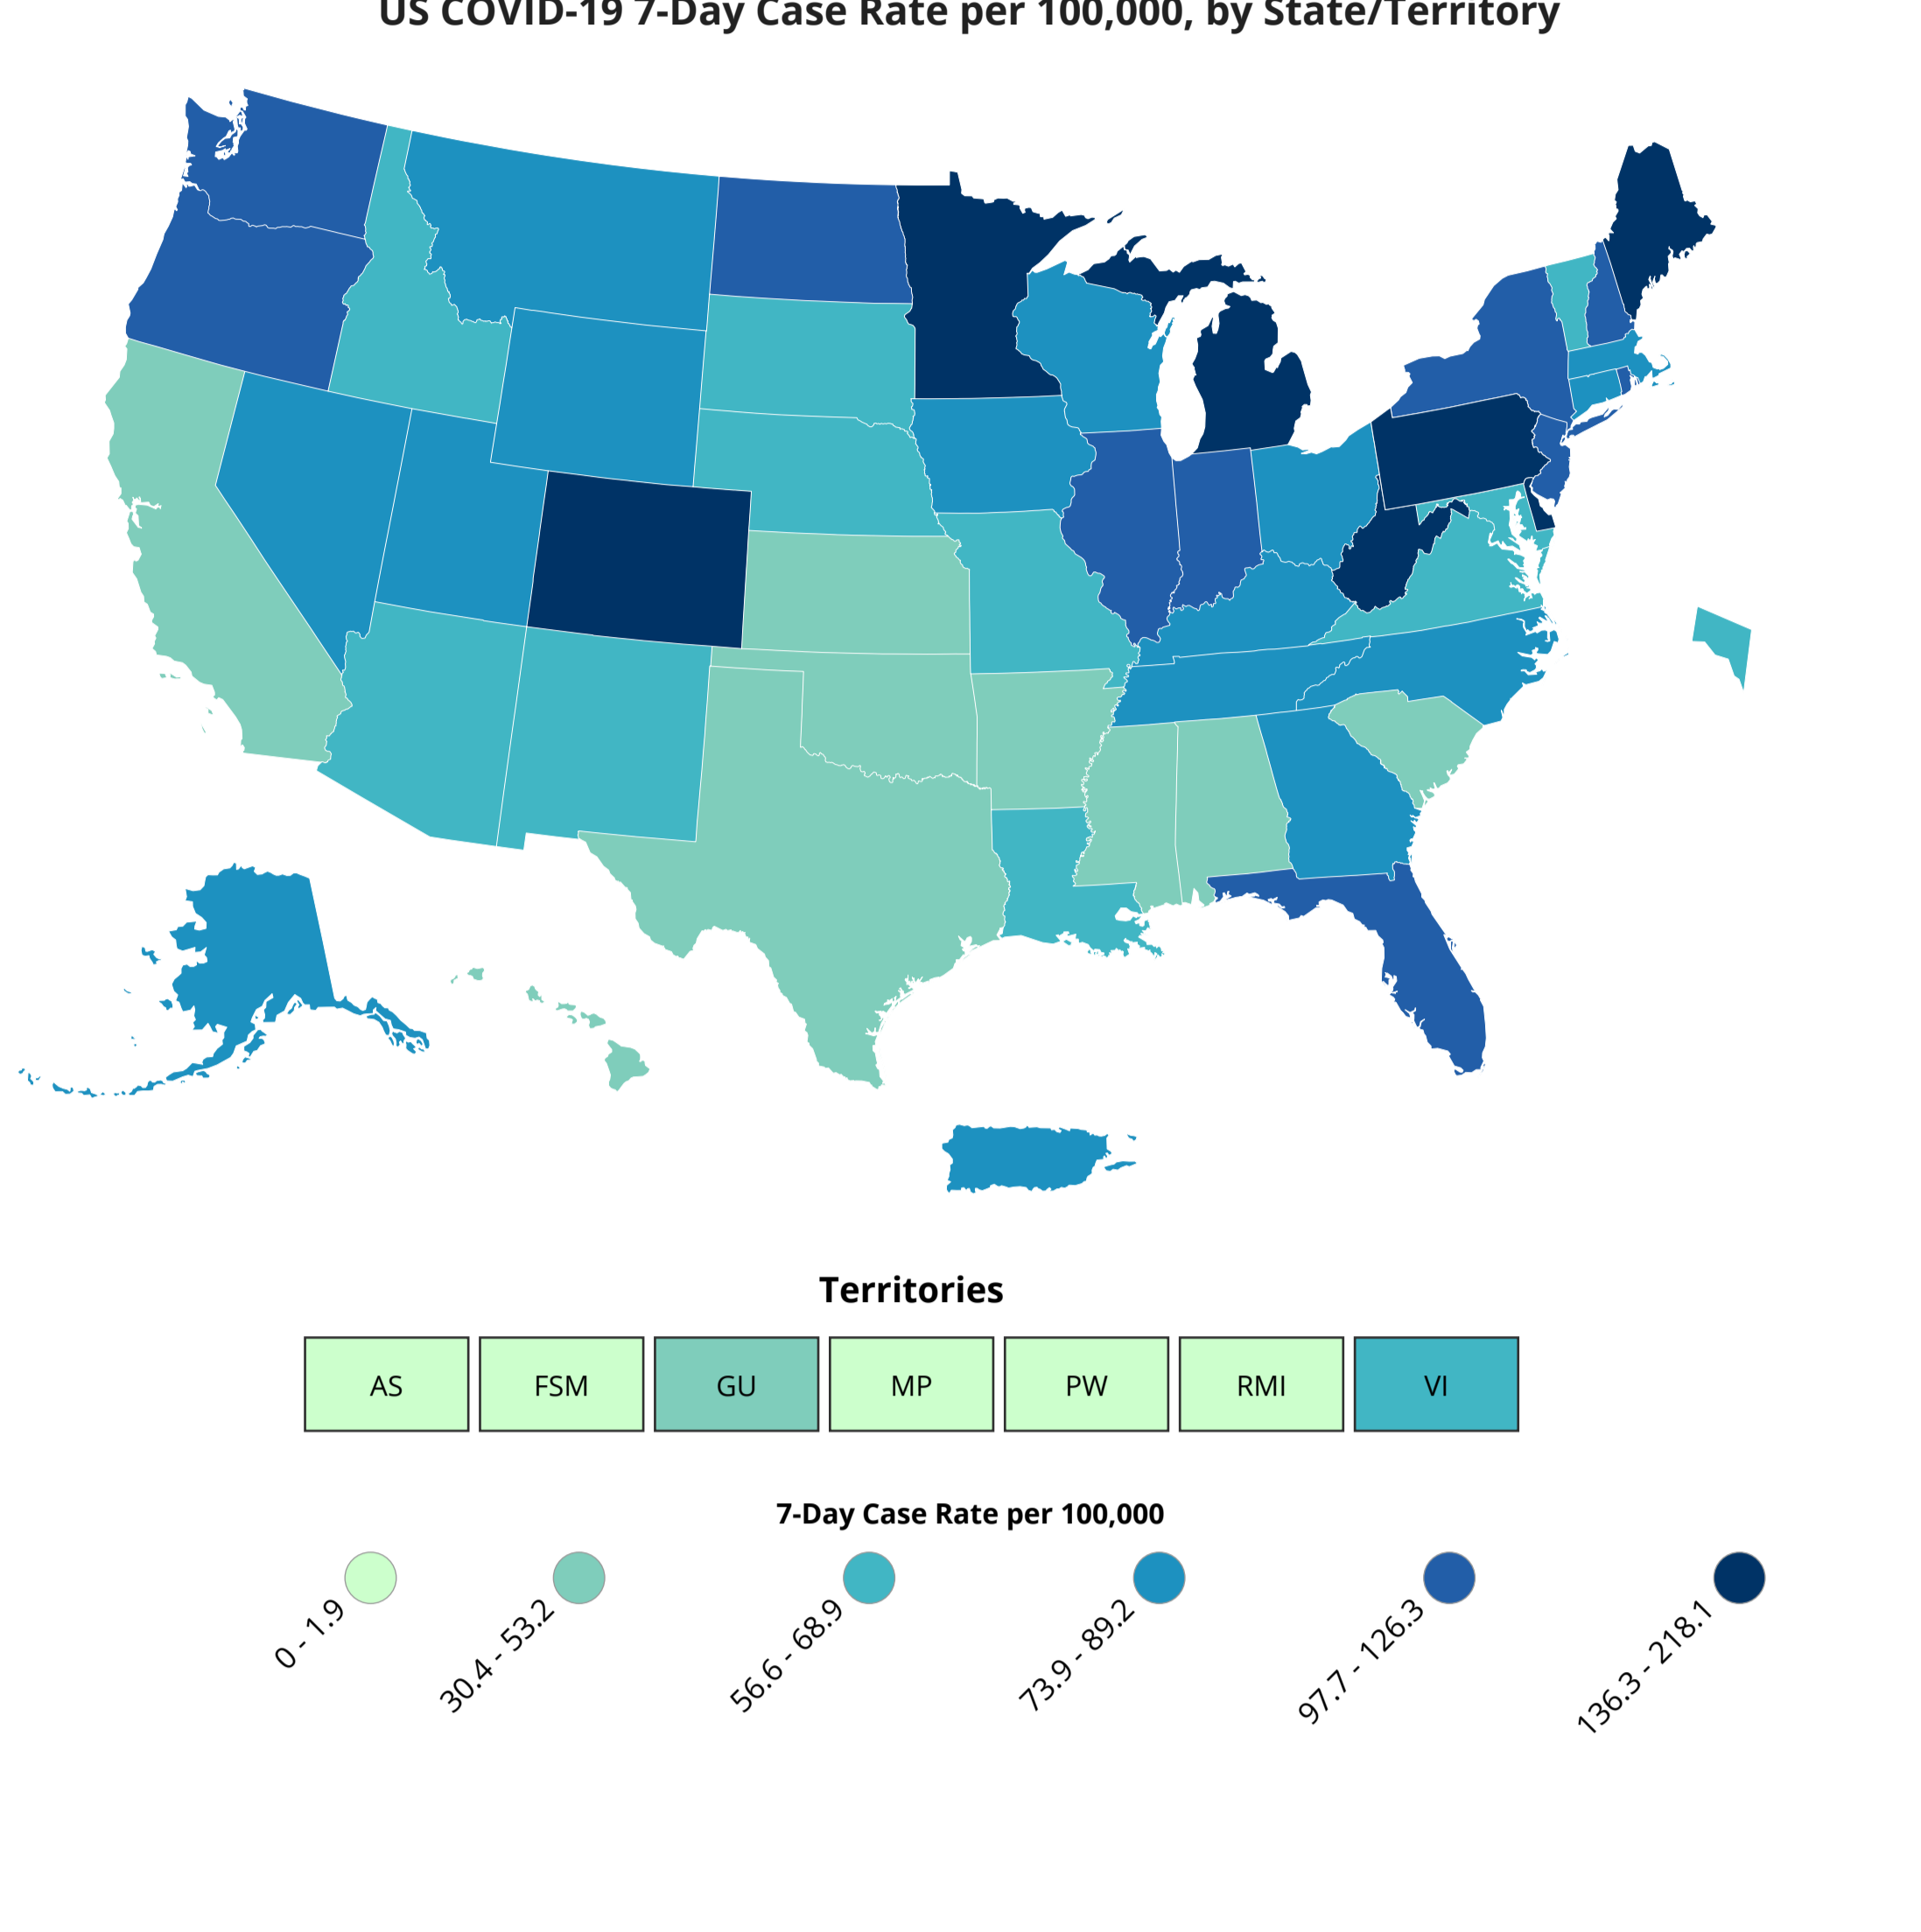 US COVID-19 7-Day Case Rate per 100,000, by State/Territory
Territories
AS
FSM
GU
MP
PW
RMI
VI
7-Day Case Rate per 100,000
0 - 1.9
30.4 - 53.2
56.6 - 68.9
73.9 - 89.2
97.7 - 126.3
136.3 - 218.1